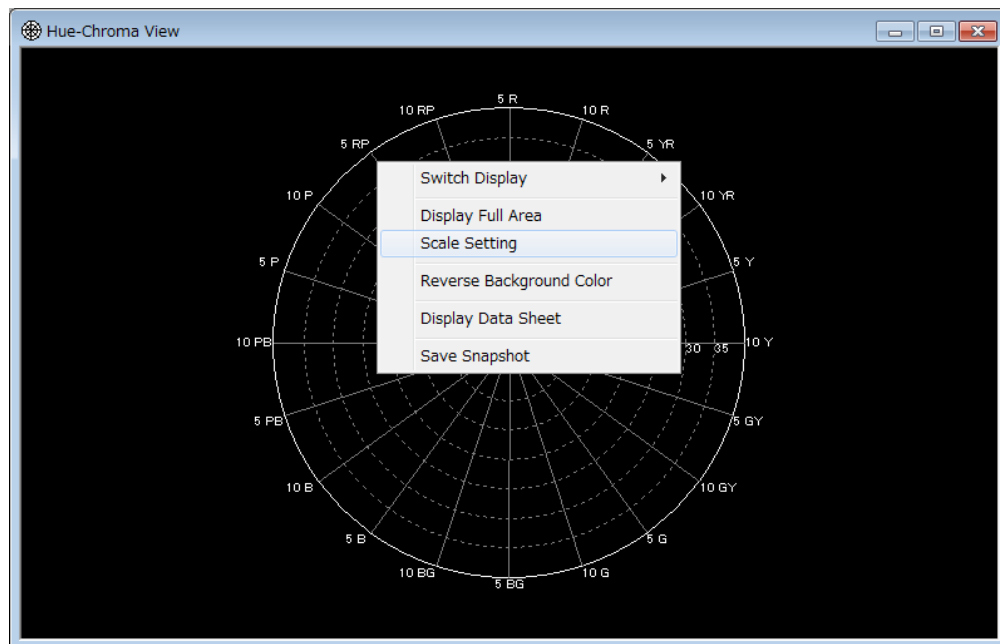 Hue-Chroma View
5 R
10 RP
10 R
5 RP
5 YR
Switch Display
10 P
10 YR
Display Full Area
Scale Setting
5 P
5 Y
Reverse Background Color
Display Data Sheet
10 PB
30 35
10 Y
Save Snapshot
5 PB
5 GY
10 B
10 GY
5 B
5 G
10 BG
10 G
5 BG